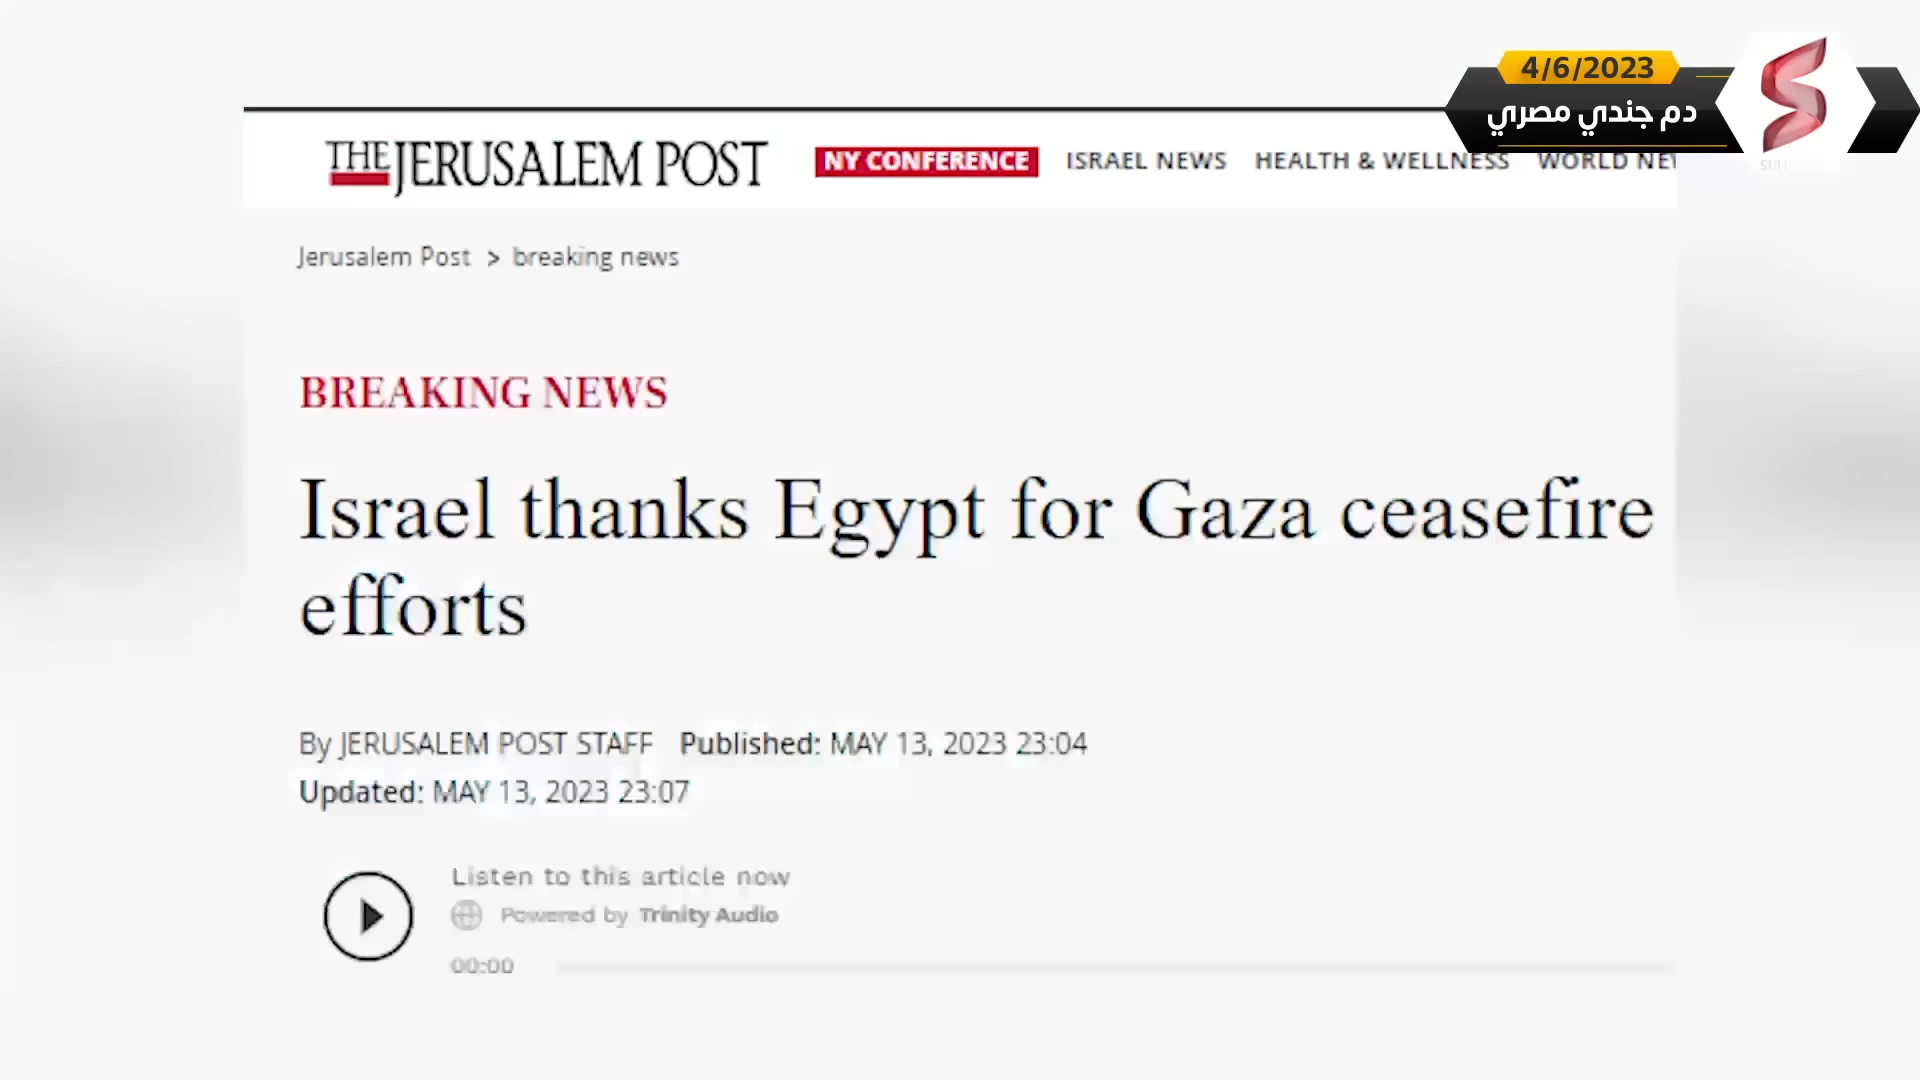 4/6/2023
دم جندي مصري
THE JERUSALEM POST
NY CONFERENCE ISRAEL NEWS HEALTH & WELLNESS WORLD NEW
Jerusalem Post > breaking news
BREAKING NEWS
Israel thanks Egypt for Gaza ceasefire
efforts
By JERUSALEM POST STAFF Published: MAY 13, 2023 23:04
Updated: MAY 13, 2023 23:07
Listen to this article now
Powered by Trinity Audio
00:00